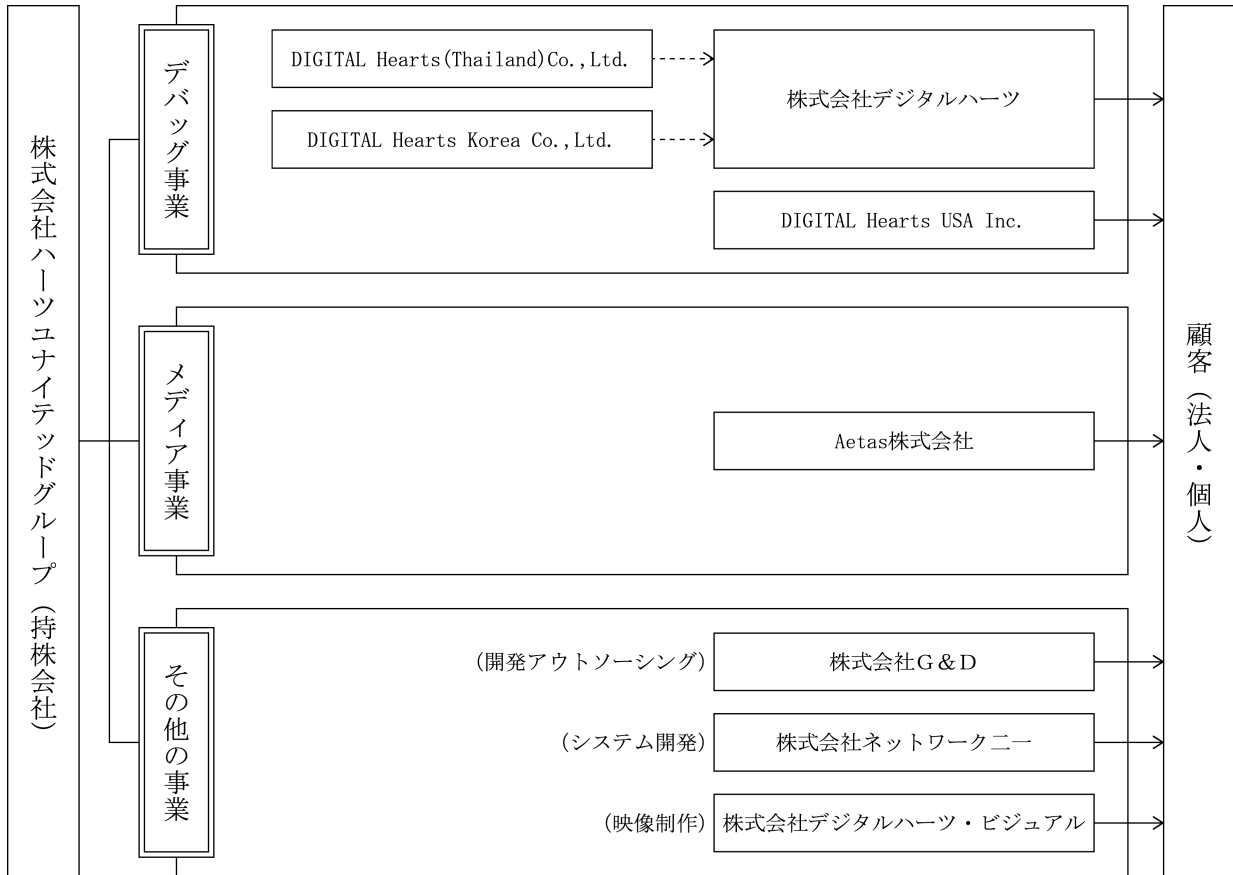 株式会社ハーツユナイテッドグループ（持株会社）
デバッグ事業
DIGITAL Hearts(Thailand)Co.,Ltd.
DIGITAL Hearts Korea Co.,Ltd.
株式会社デジタルハーツ
DIGITAL Hearts USA Inc.
メディア事業
Aetas株式会社
その他の事業
(開発アウトソーシング)
株式会社Ｇ＆Ｄ
(システム開発)
株式会社ネットワーク二一
(映像制作)
株式会社デジタルハーツ・ビジュアル
顧客（法人・個人）